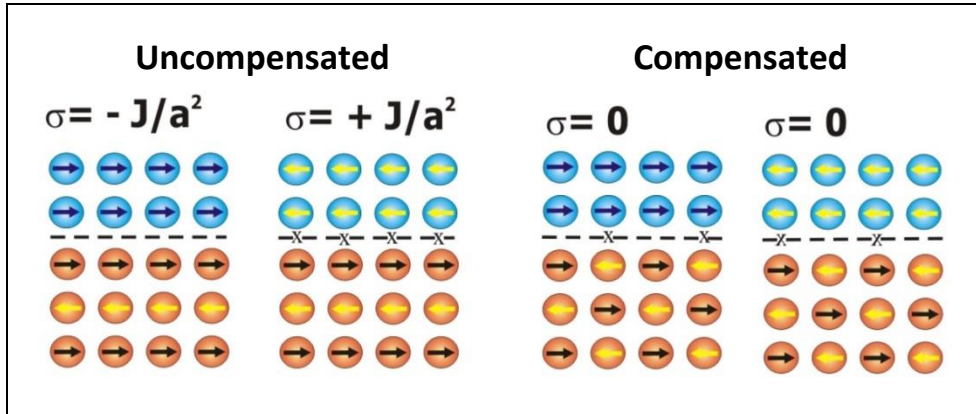 Uncompensated
Compensated
σ= - J/a²
σ= + J/a²
σ= 0
σ= 0
x x x x
x x
x x